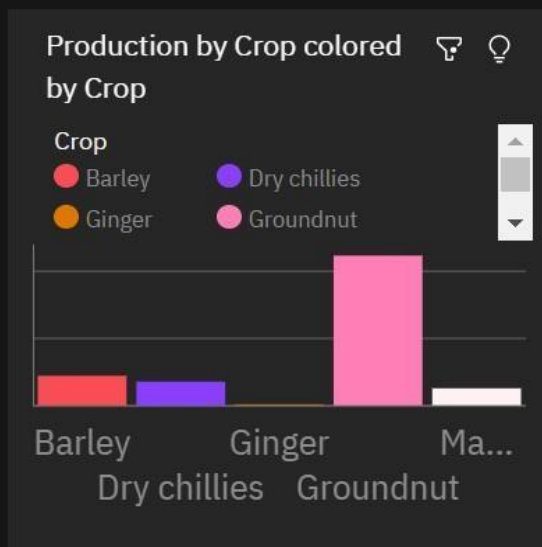 Production by Crop colored
by Crop
Crop
Barley Dry chillies
Ginger Groundnut
Barley Ginger Ma...
Dry chillies Groundnut